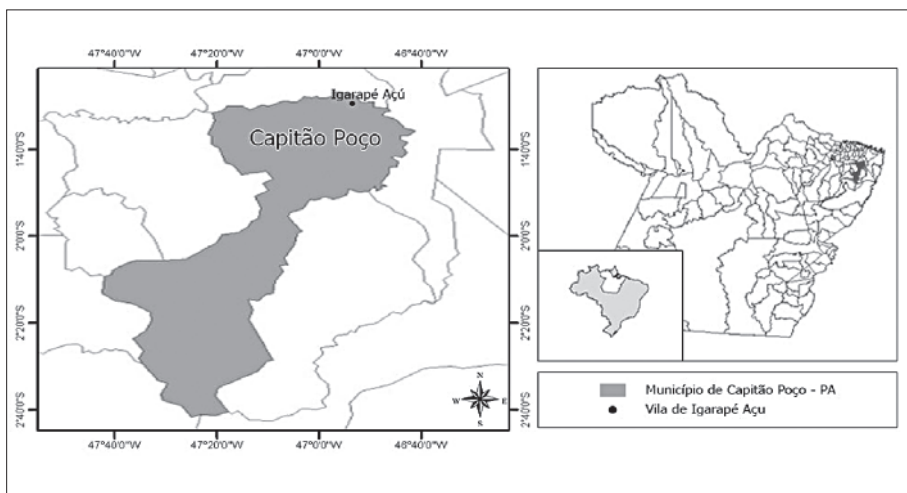 47°40'0"W 47°20'0"W 47°0'0"W 46°40'0"W
Igarapé Açú
Capitão Poço
1°40'0"S 1°40'0"S
2°0'0"S 2°0'0"S
2°20'0"S 2°20'0"S
2°40'0"S 2°40'0"S
N
W E
S
47°40'0"W 47°20'0"W 47°0'0"W 46°40'0"W
Município de Capitão Poço - PA
Vila de Igarapé Açu